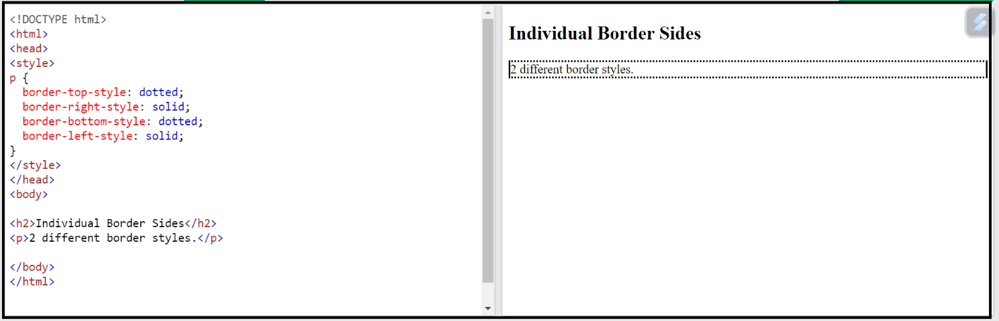 <!DOCTYPE html>
<html>
<head>
<style>
p {
  border-top-style: dotted;
  border-right-style: solid;
  border-bottom-style: dotted;
  border-left-style: solid;
}
</style>
</head>
<body>

<h2>Individual Border Sides</h2>
<p>2 different border styles.</p>

</body>
</html>
Individual Border Sides
2 different border styles.